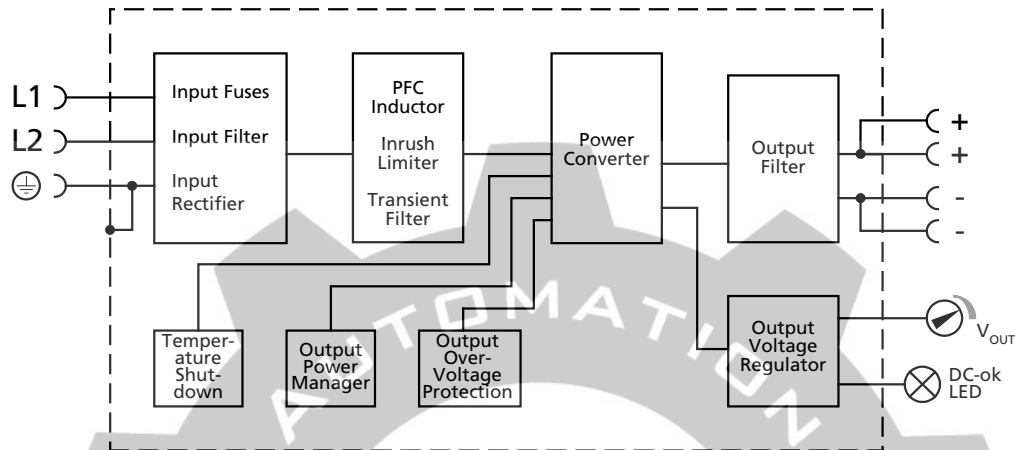 L1
L2
Input Fuses
Input Filter
Input
Rectifier
PFC
Inductor
Inrush
Limiter
Transient
Filter
Power
Converter
Output
Filter
+
+
-
-
Temper-
ature
Shut-
down
Output
Power
Manager
Output
Over-
Voltage
Protection
Output
Voltage
Regulator
VOUT
DC-ok
LED
AUTOMATION